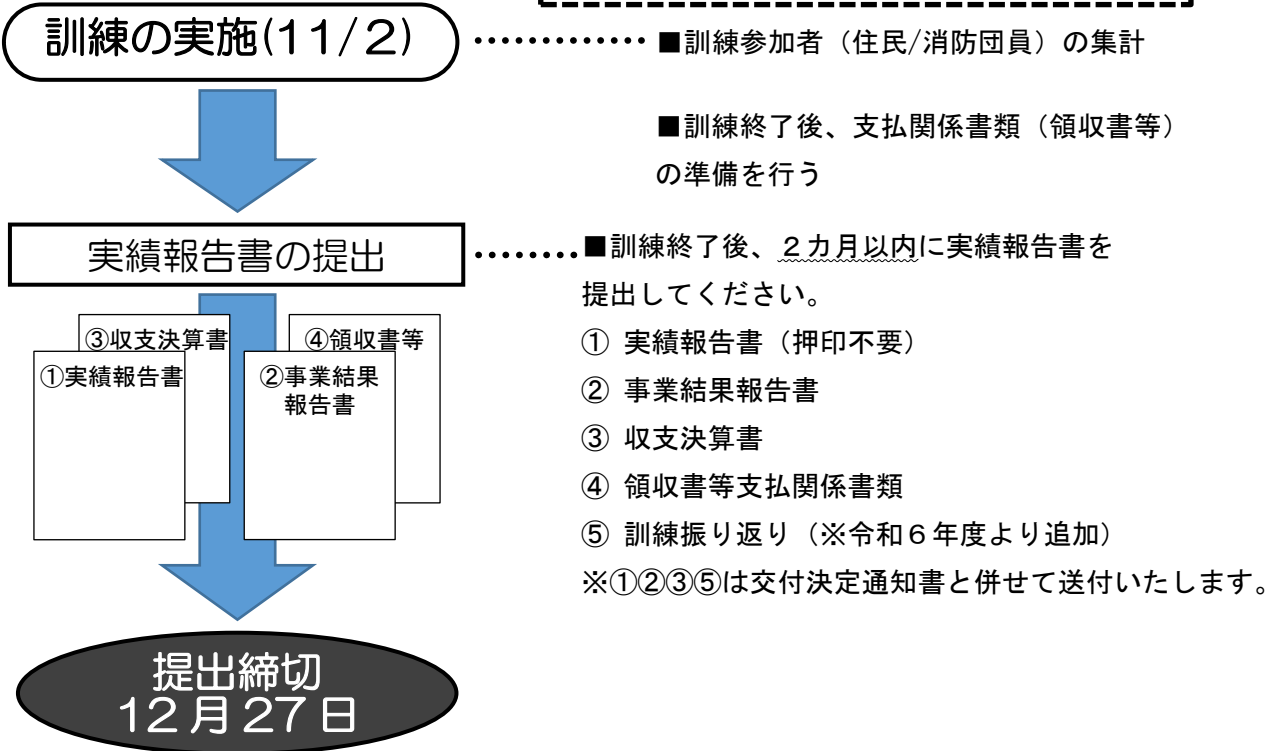 訓練の実施(11/2)
■訓練参加者（住民/消防団員）の集計
■訓練終了後、支払関係書類（領収書等）
の準備を行う
実績報告書の提出
■訓練終了後、２カ月以内に実績報告書を
提出してください。
① 実績報告書（押印不要）
② 事業結果報告書
③ 収支決算書
④ 領収書等支払関係書類
⑤ 訓練振り返り（※令和６年度より追加）
※①②③⑤は交付決定通知書と併せて送付いたします。
③収支決算書
④領収書等
①実績報告書
②事業結果
報告書
提出締切
１２月２７日